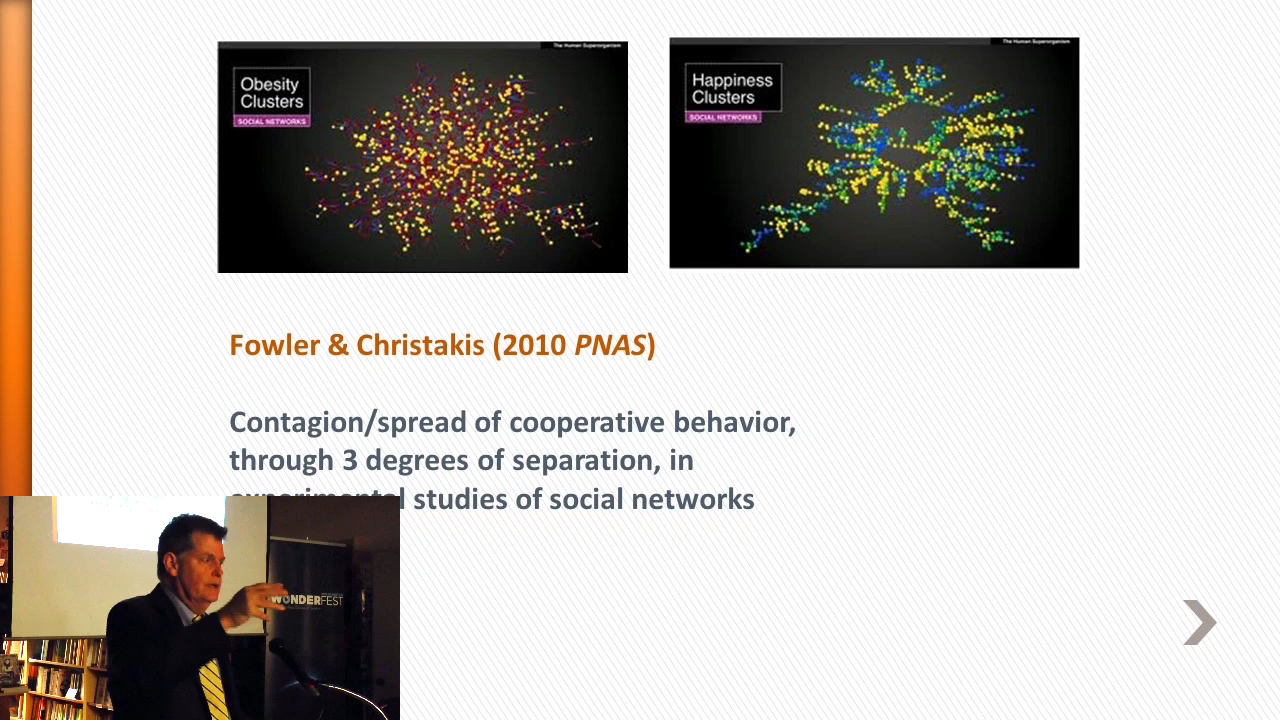 The Human Superorganism
Obesity
Clusters
SOCIAL NETWORKS
The Human Superorganism
Happiness
Clusters
SOCIAL NETWORKS
Fowler & Christakis (2010 PNAS)
Contagion/spread of cooperative behavior,
through 3 degrees of separation, in
experimental studies of social networks
WONDERFEST